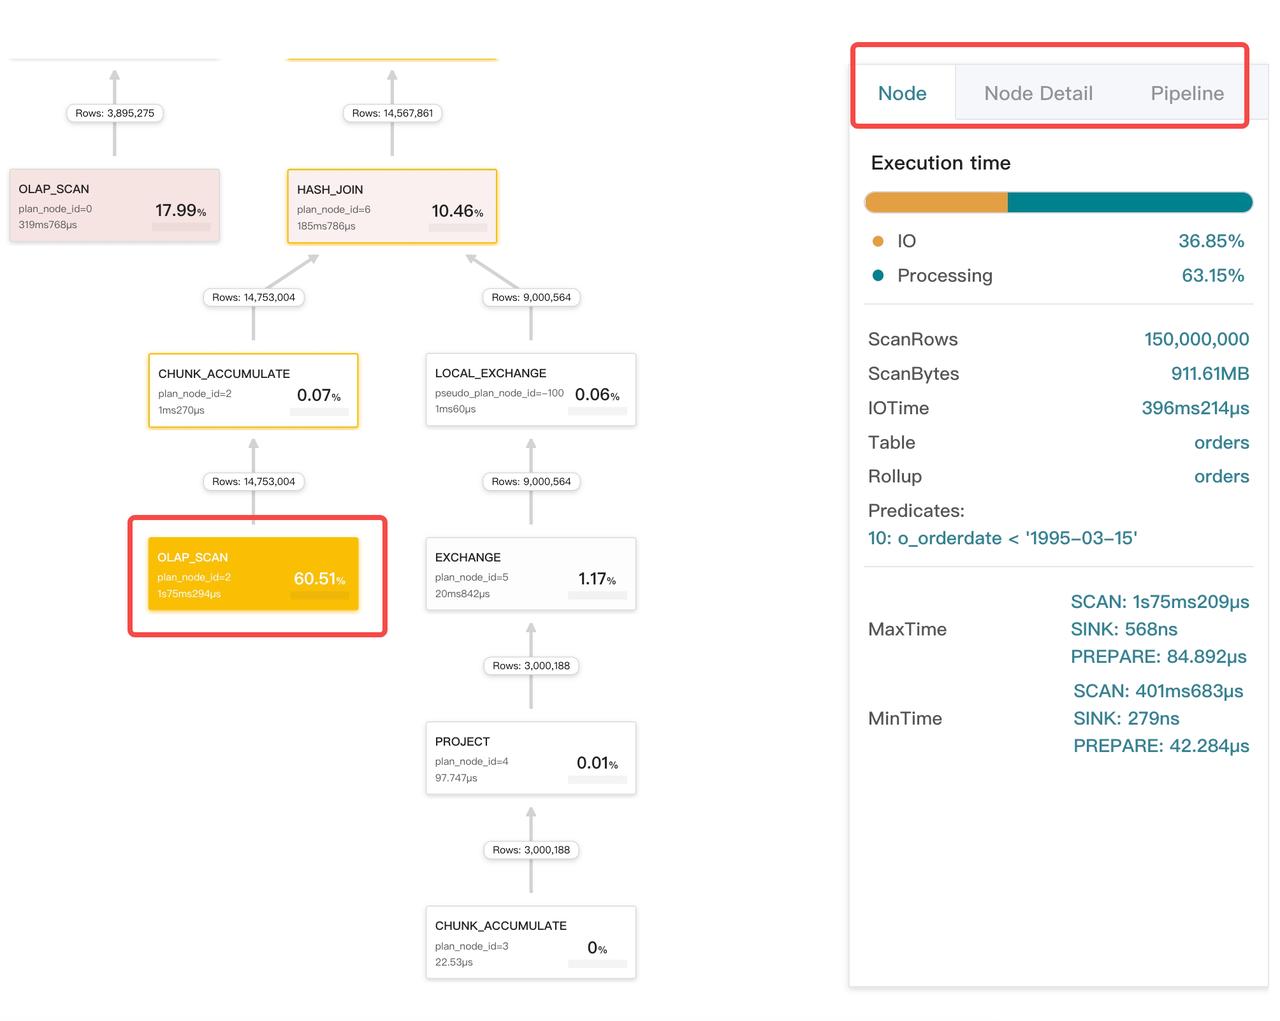 Rows: 3,895,275
Rows: 14,567,861
OLAP_SCAN
plan_node_id=0
319ms768μs
17.99%
HASH_JOIN
plan_node_id=6
185ms786μs
10.46%
Rows: 14,753,004
Rows: 9,000,564
CHUNK_ACCUMULATE
plan_node_id=2
1ms270μs
0.07%
LOCAL_EXCHANGE
pseudo_plan_node_id=-100
1ms60μs
0.06%
Rows: 14,753,004
Rows: 9,000,564
OLAP_SCAN
plan_node_id=2
1s75ms294μs
60.51%
EXCHANGE
plan_node_id=5
20ms842μs
1.17%
Rows: 3,000,188
PROJECT
plan_node_id=4
97.747μs
0.01%
Rows: 3,000,188
CHUNK_ACCUMULATE
plan_node_id=3
22.53μs
0%
Node Node Detail Pipeline
Execution time
IO 36.85%
Processing 63.15%
ScanRows 150,000,000
ScanBytes 911.61MB
IOTime 396ms214μs
Table orders
Rollup orders
Predicates:
10: o_orderdate < '1995-03-15'
MaxTime
SCAN: 1s75ms209μs
SINK: 568ns
PREPARE: 84.892μs
MinTime
SCAN: 401ms683μs
SINK: 279ns
PREPARE: 42.284μs